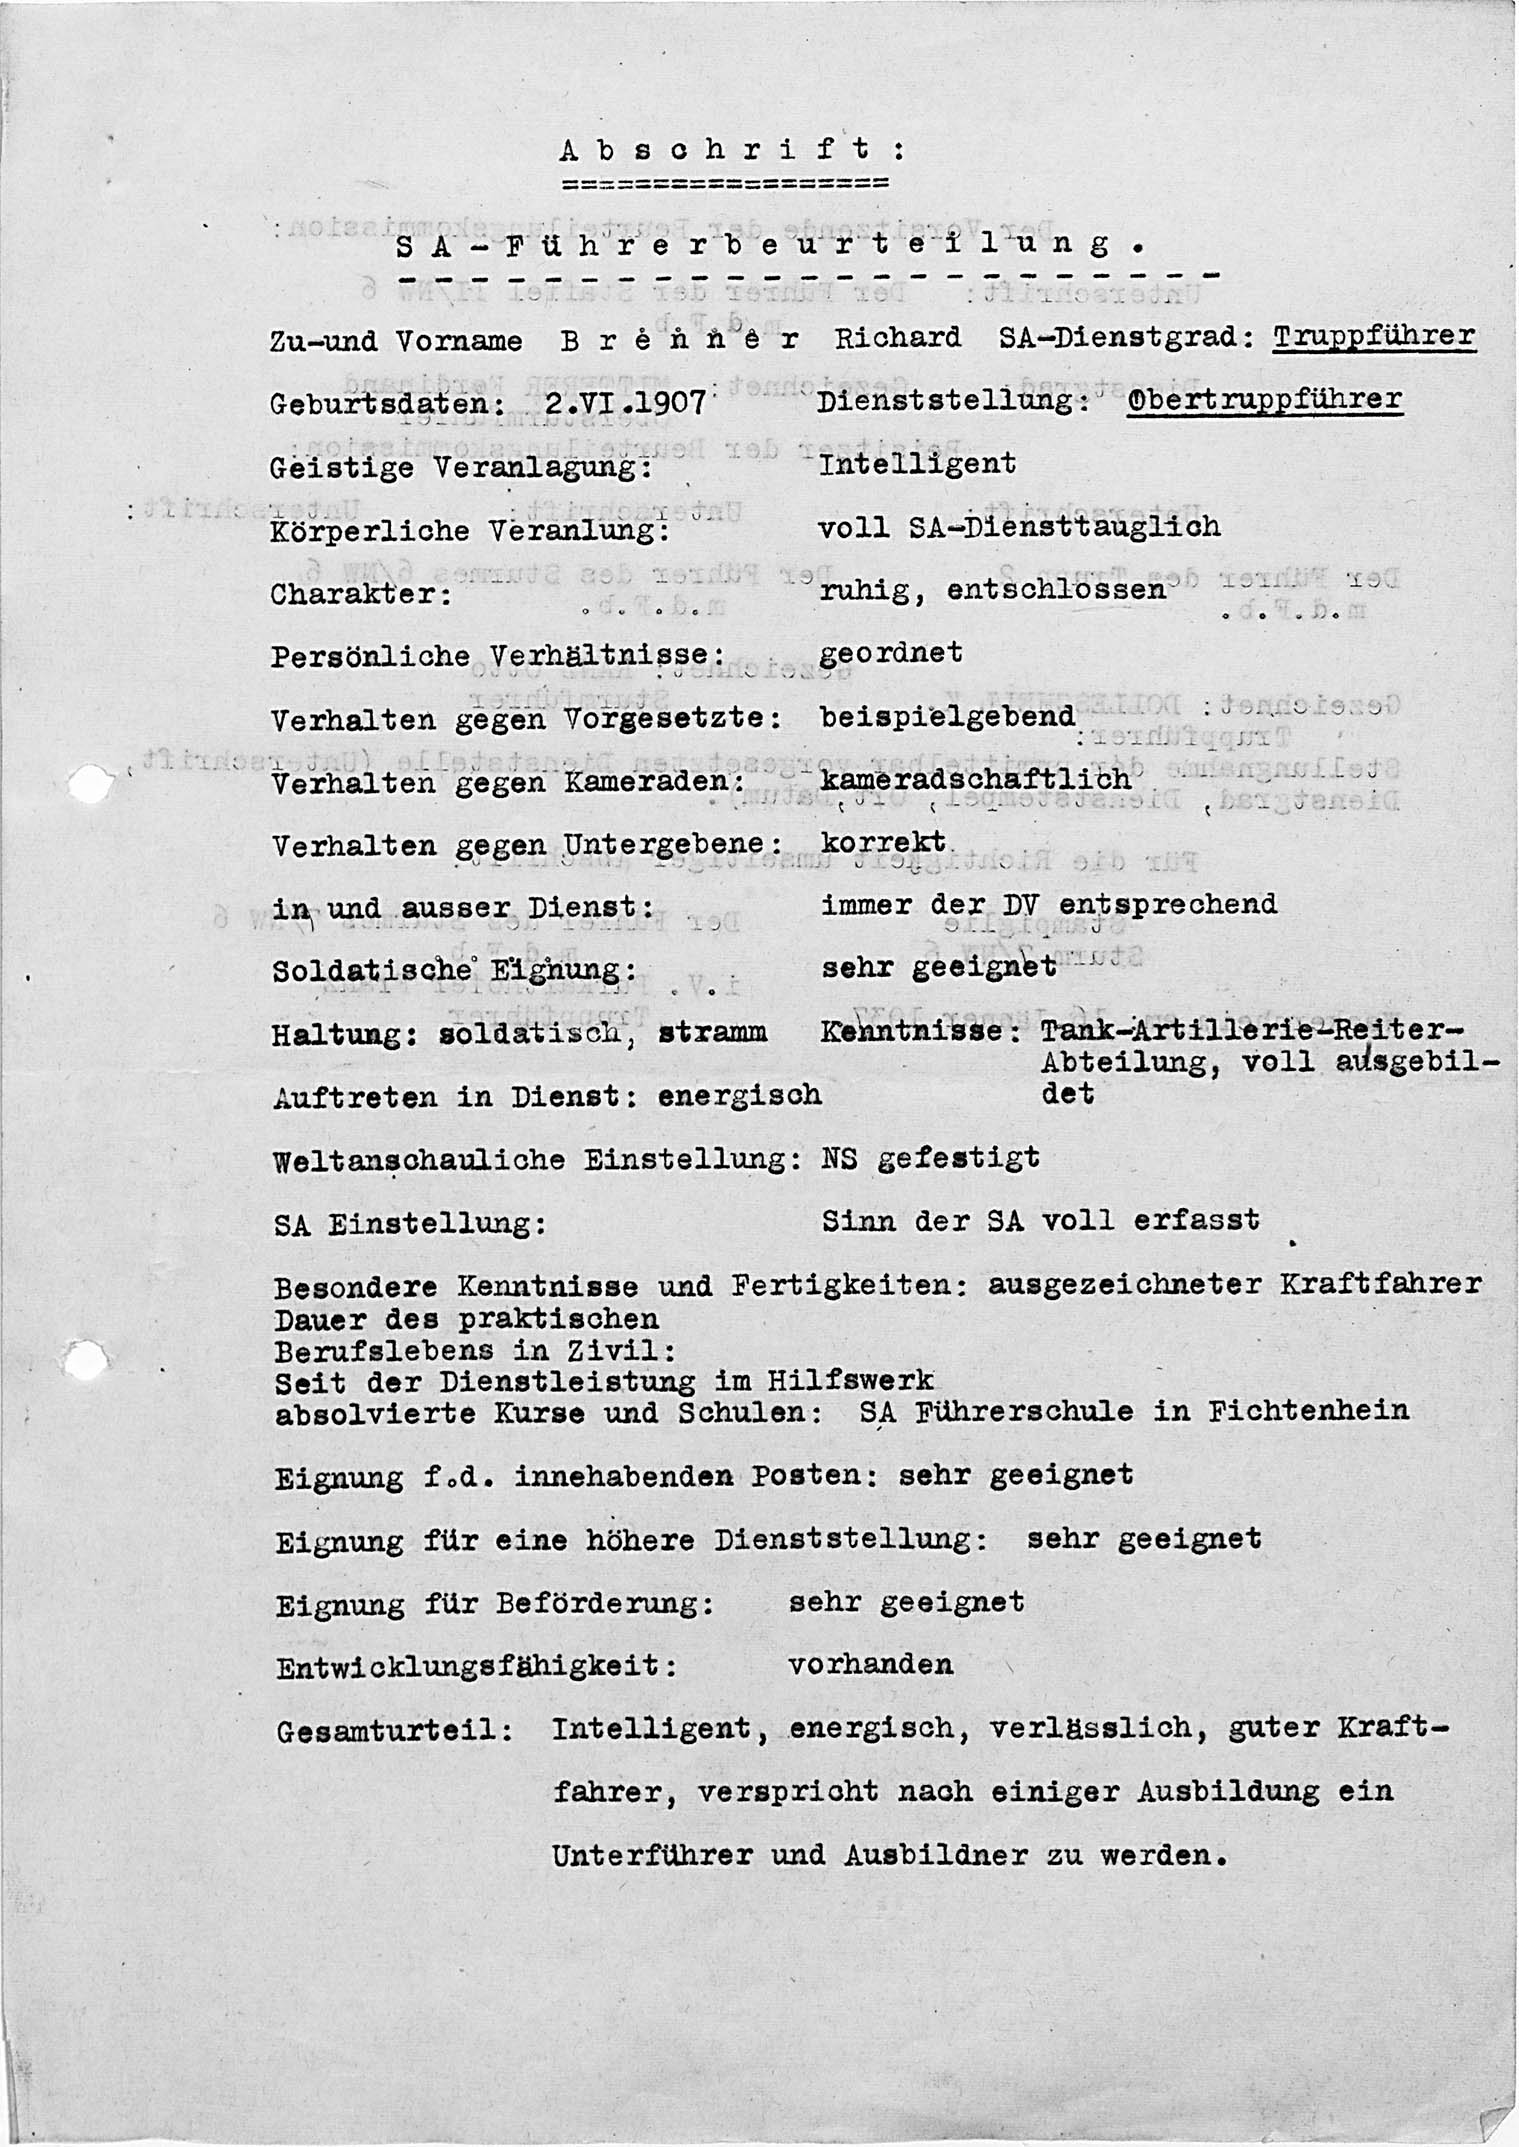 Abschrift:
==================
SA-Führerbeurteilung.
- - - - - - - - - - - - - - - - - - - - - - -
Zu-und Vorname Brenner Richard SA-Dienstgrad: Truppführer
Geburtsdaten: 2.VI.1907 Dienststellung: Obertruppführer
Geistige Veranlagung: Intelligent
Körperliche Veranlung: voll SA-Diensttauglich
Charakter: ruhig, entschlossen
Persönliche Verhältnisse: geordnet
Verhalten gegen Vorgesetzte: beispielgebend
Verhalten gegen Kameraden: kameradschaftlich
Verhalten gegen Untergebene: korrekt
in und ausser Dienst: immer der DV entsprechend
Soldatische Eignung: sehr geeignet
Haltung: soldatisch, stramm Kenntnisse: Tank-Artillerie-Reiter-
Abteilung, voll ausgebil-
Auftreten in Dienst: energisch det
Weltanschauliche Einstellung: NS gefestigt
SA Einstellung: Sinn der SA voll erfasst
Besondere Kenntnisse und Fertigkeiten: ausgezeichneter Kraftfahrer
Dauer des praktischen
Berufslebens in Zivil:
Seit der Dienstleistung im Hilfswerk
absolvierte Kurse und Schulen: SA Führerschule in Fichtenhein
Eignung f.d. innehabenden Posten: sehr geeignet
Eignung für eine höhere Dienststellung: sehr geeignet
Eignung für Beförderung: sehr geeignet
Entwicklungsfähigkeit: vorhanden
Gesamturteil: Intelligent, energisch, verlässlich, guter Kraft-
fahrer, verspricht nach einiger Ausbildung ein
Unterführer und Ausbildner zu werden.